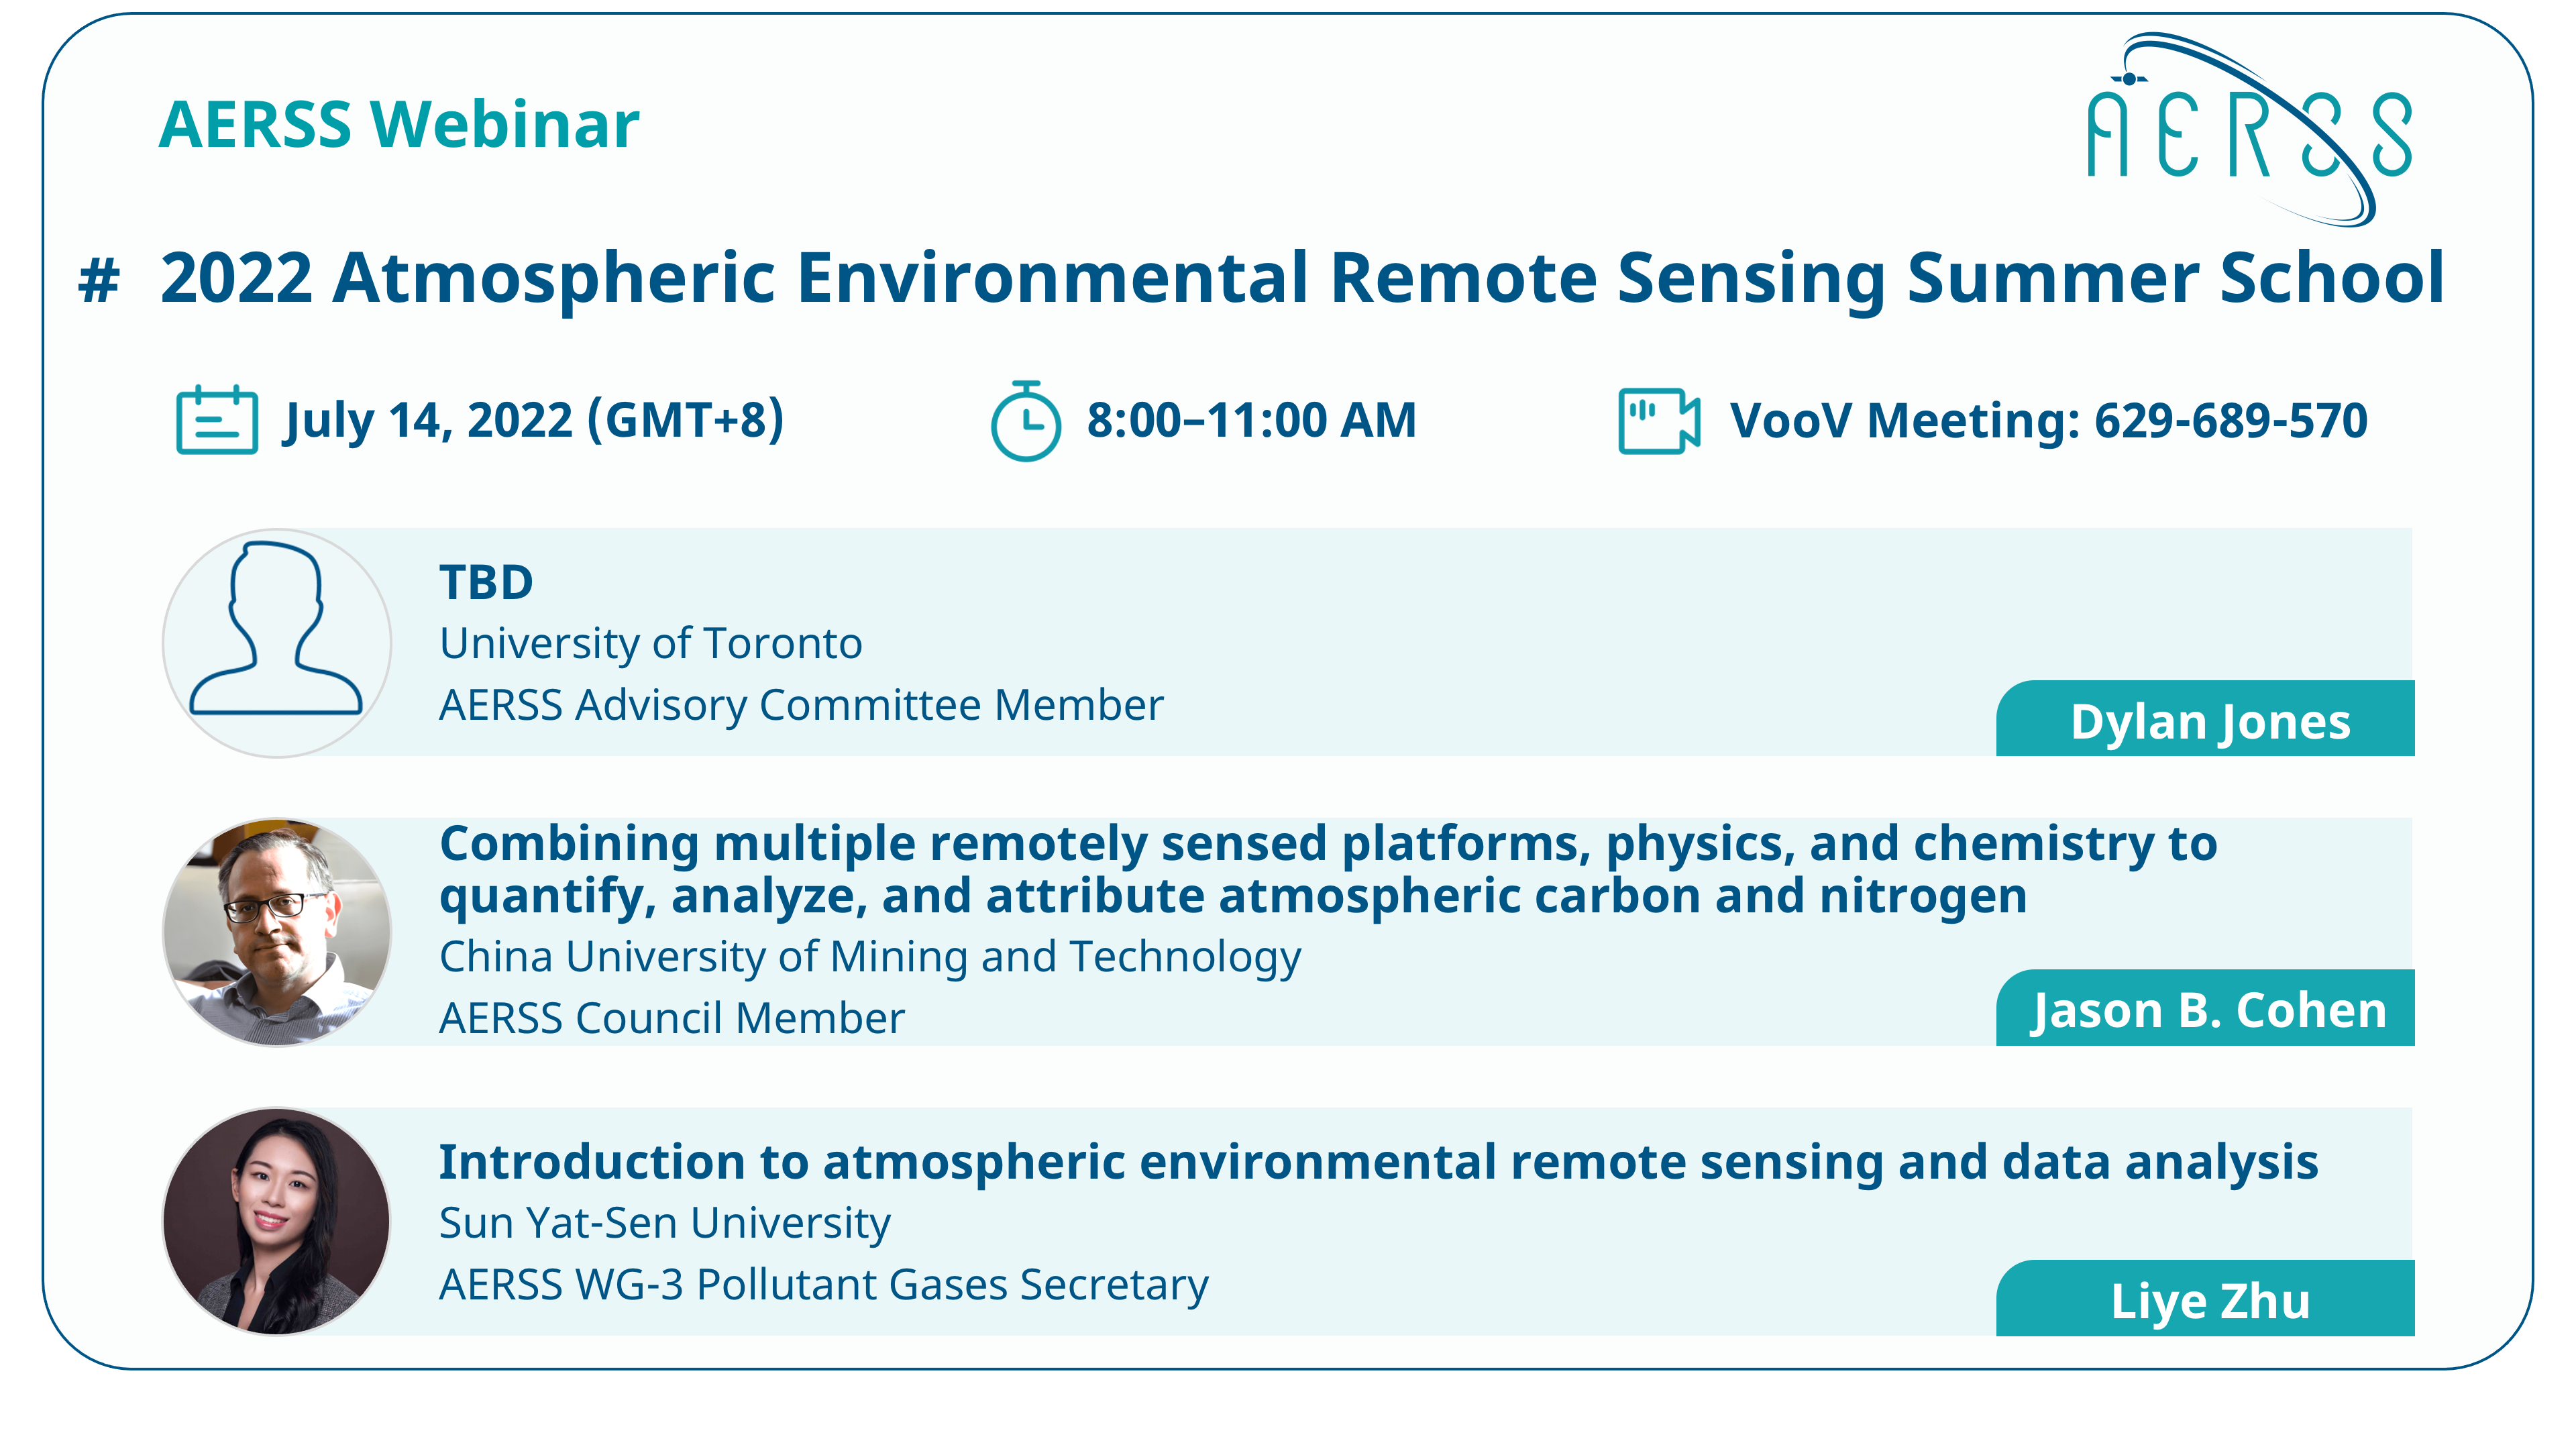 AERSS Webinar
AERSS
# 2022 Atmospheric Environmental Remote Sensing Summer School
July 14, 2022 (GMT+8)
8:00–11:00 AM
VooV Meeting: 629-689-570
TBD
University of Toronto
AERSS Advisory Committee Member
Dylan Jones
Combining multiple remotely sensed platforms, physics, and chemistry to
quantify, analyze, and attribute atmospheric carbon and nitrogen
China University of Mining and Technology
AERSS Council Member
Jason B. Cohen
Introduction to atmospheric environmental remote sensing and data analysis
Sun Yat-Sen University
AERSS WG-3 Pollutant Gases Secretary
Liye Zhu